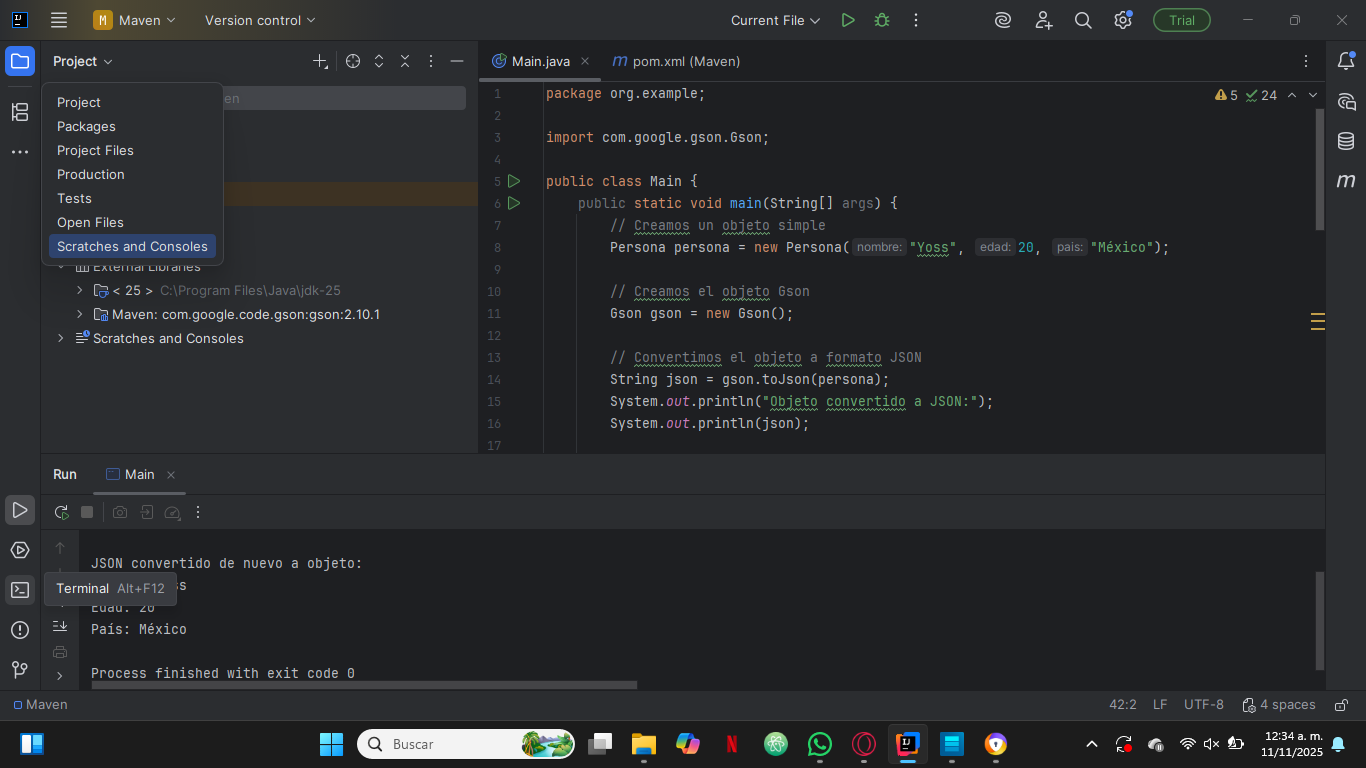 M Maven Version control Current File Trial
Project
Main.java
pom.xml (Maven)
Project
Packages
Project Files
Production
Tests
Open Files
Scratches and Consoles
External Libraries
< 25 > C:\Program Files\Java\jdk-25
Maven: com.google.code.gson:gson:2.10.1
Scratches and Consoles
5 24
1 package org.example;
2
3 import com.google.gson.Gson;
4
5 public class Main {
6 public static void main(String[] args) {
7 // Creamos un objeto simple
8 Persona persona = new Persona( nombre: "Yoss", edad: 20, pais: "México");
9
10 // Creamos el objeto Gson
11 Gson gson = new Gson();
12
13 // Convertimos el objeto a formato JSON
14 String json = gson.toJson(persona);
15 System.out.println("Objeto convertido a JSON:");
16 System.out.println(json);
17
Run Main
JSON convertido de nuevo a objeto:
Terminal Alt+F12
Edad: 20
País: México
Process finished with exit code 0
Maven 42:2 LF UTF-8 4 spaces
Buscar
12:34 a. m.
11/11/2025